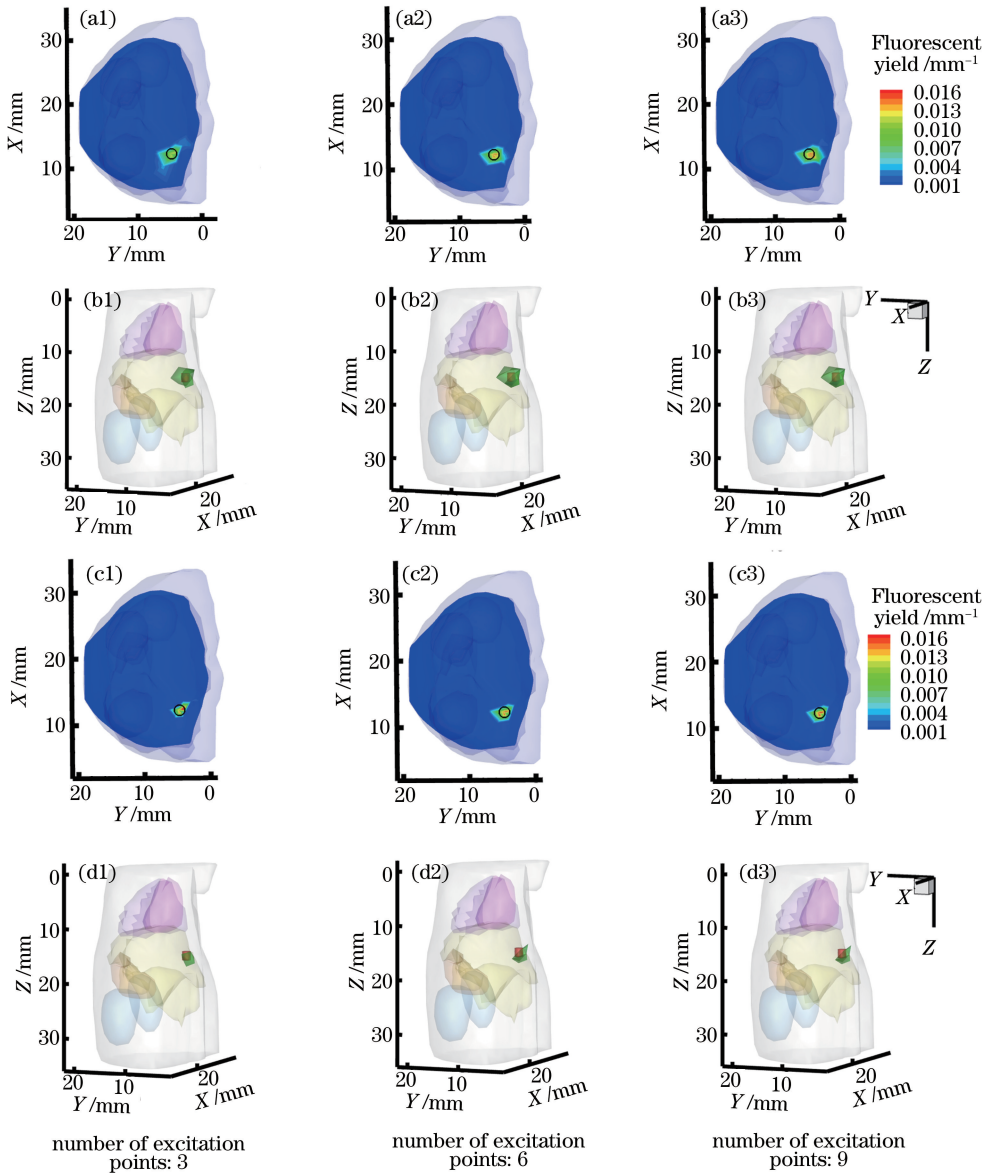 (a1)
30
20
10
X /mm
20
10
0
Y /mm
(a2)
30
20
10
X /mm
20
10
0
Y /mm
(a3)
30
20
10
X /mm
20
10
0
Y /mm
Fluorescent
yield /mm⁻¹
0.016
0.013
0.010
0.007
0.004
0.001
(b1)
0
10
20
30
Z /mm
20
10
Y /mm
20
X /mm
(b2)
0
10
20
30
Z /mm
20
10
Y /mm
20
X /mm
(b3)
0
10
20
30
Z /mm
20
10
Y /mm
20
X /mm
Y
X
Z
(c1)
30
20
10
X /mm
20
10
0
Y /mm
(c2)
30
20
10
X /mm
20
10
0
Y /mm
(c3)
30
20
10
X /mm
20
10
0
Y /mm
Fluorescent
yield /mm⁻¹
0.016
0.013
0.010
0.007
0.004
0.001
(d1)
0
10
20
30
Z /mm
20
10
Y /mm
20
X /mm
(d2)
0
10
20
30
Z /mm
20
10
Y /mm
20
X /mm
(d3)
0
10
20
30
Z /mm
20
10
Y /mm
20
X /mm
Y
X
Z
number of excitation
points: 3
number of excitation
points: 6
number of excitation
points: 9